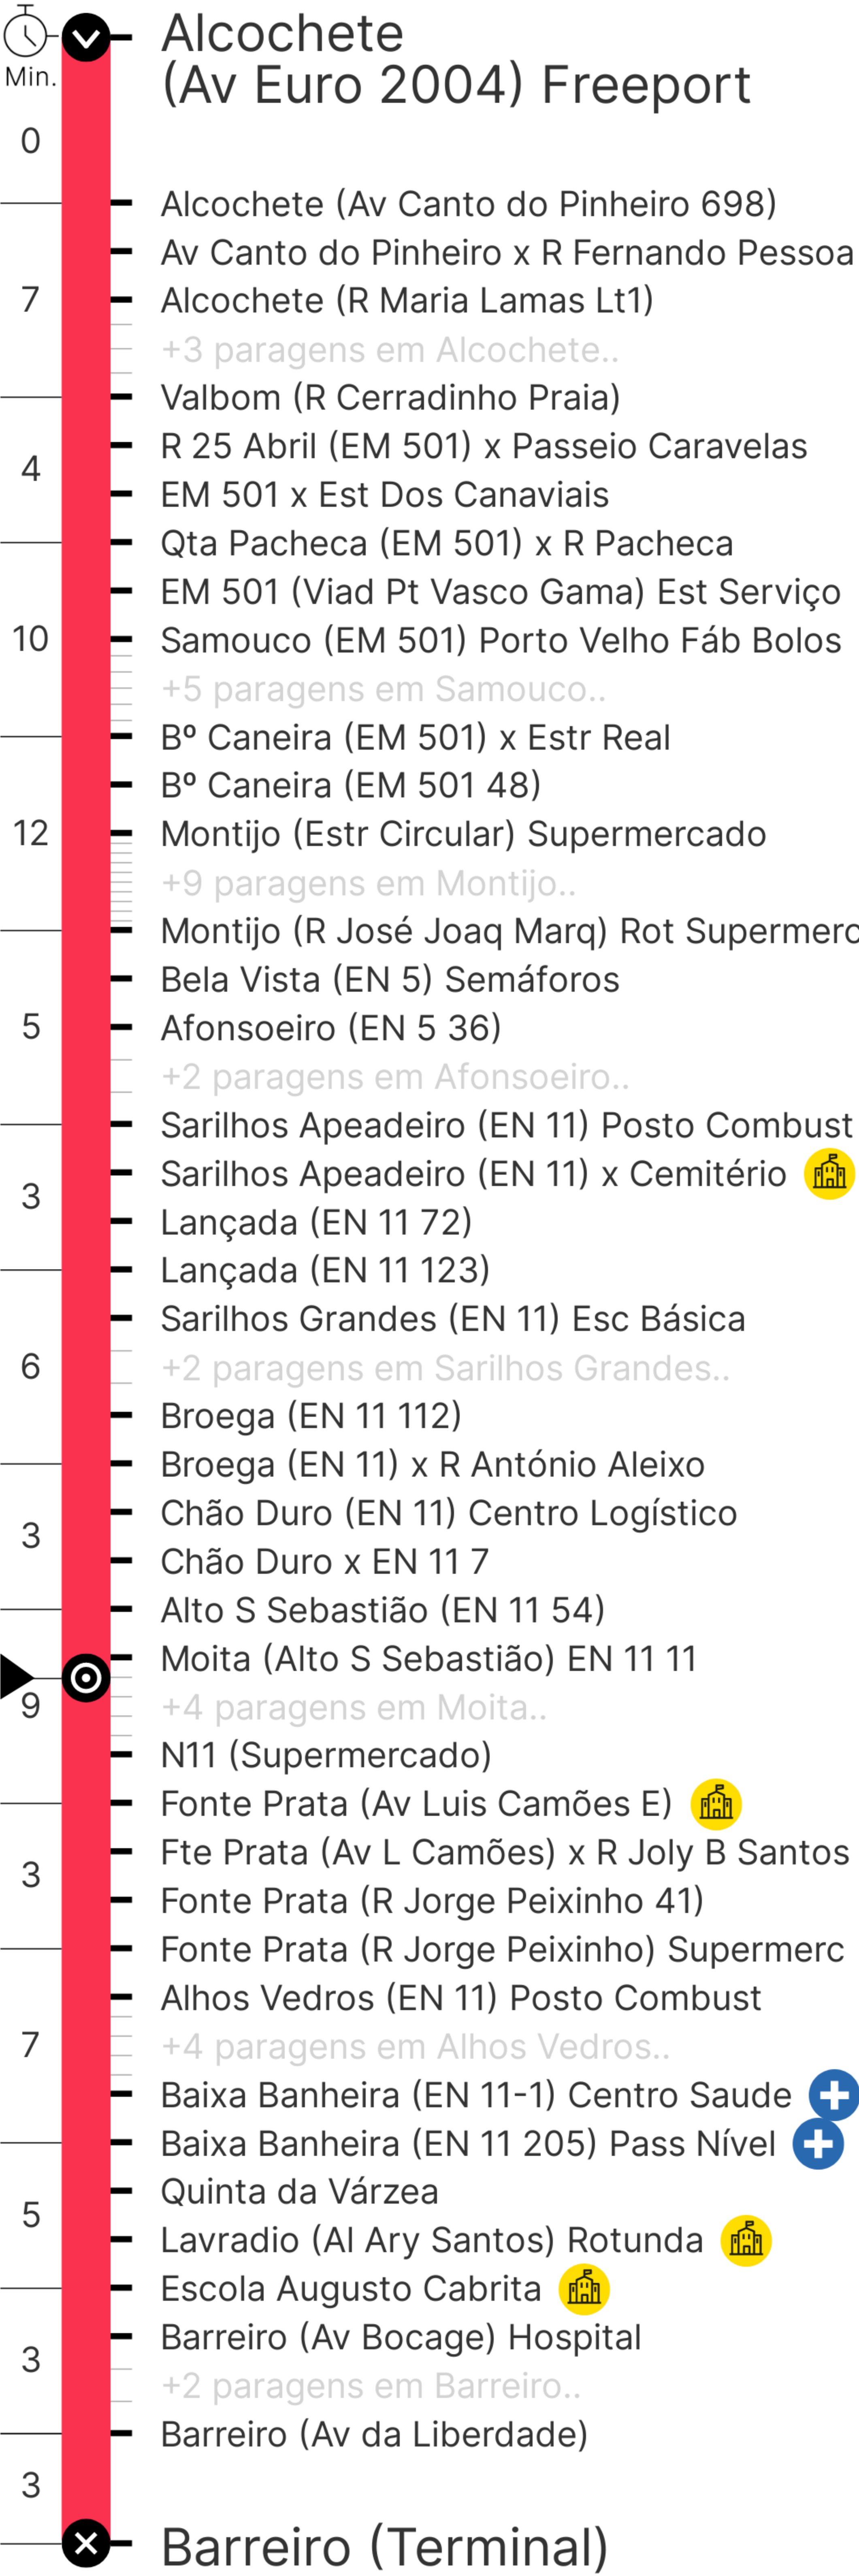 Alcochete
(Av Euro 2004) Freeport
Min.
0
Alcochete (Av Canto do Pinheiro 698)
Av Canto do Pinheiro x R Fernando Pessoa
7
Alcochete (R Maria Lamas Lt1)
+3 paragens em Alcochete..
Valbom (R Cerradinho Praia)
R 25 Abril (EM 501) x Passeio Caravelas
4
EM 501 x Est Dos Canaviais
Qta Pacheca (EM 501) x R Pacheca
EM 501 (Viad Pt Vasco Gama) Est Serviço
10
Samouco (EM 501) Porto Velho Fáb Bolos
+5 paragens em Samouco..
Bº Caneira (EM 501) x Estr Real
Bº Caneira (EM 501 48)
12
Montijo (Estr Circular) Supermercado
+9 paragens em Montijo..
Montijo (R José Joaq Marq) Rot Supermerc
Bela Vista (EN 5) Semáforos
5
Afonsoeiro (EN 5 36)
+2 paragens em Afonsoeiro..
Sarilhos Apeadeiro (EN 11) Posto Combust
Sarilhos Apeadeiro (EN 11) x Cemitério
3
Lançada (EN 11 72)
Lançada (EN 11 123)
Sarilhos Grandes (EN 11) Esc Básica
6
+2 paragens em Sarilhos Grandes..
Broega (EN 11 112)
Broega (EN 11) x R António Aleixo
Chão Duro (EN 11) Centro Logístico
3
Chão Duro x EN 11 7
Alto S Sebastião (EN 11 54)
Moita (Alto S Sebastião) EN 11 11
9
+4 paragens em Moita..
N11 (Supermercado)
Fonte Prata (Av Luis Camões E)
Fte Prata (Av L Camões) x R Joly B Santos
3
Fonte Prata (R Jorge Peixinho 41)
Fonte Prata (R Jorge Peixinho) Supermerc
Alhos Vedros (EN 11) Posto Combust
7
+4 paragens em Alhos Vedros..
Baixa Banheira (EN 11-1) Centro Saude
Baixa Banheira (EN 11 205) Pass Nível
Quinta da Várzea
5
Lavradio (Al Ary Santos) Rotunda
Escola Augusto Cabrita
Barreiro (Av Bocage) Hospital
3
+2 paragens em Barreiro..
Barreiro (Av da Liberdade)
3
Barreiro (Terminal)